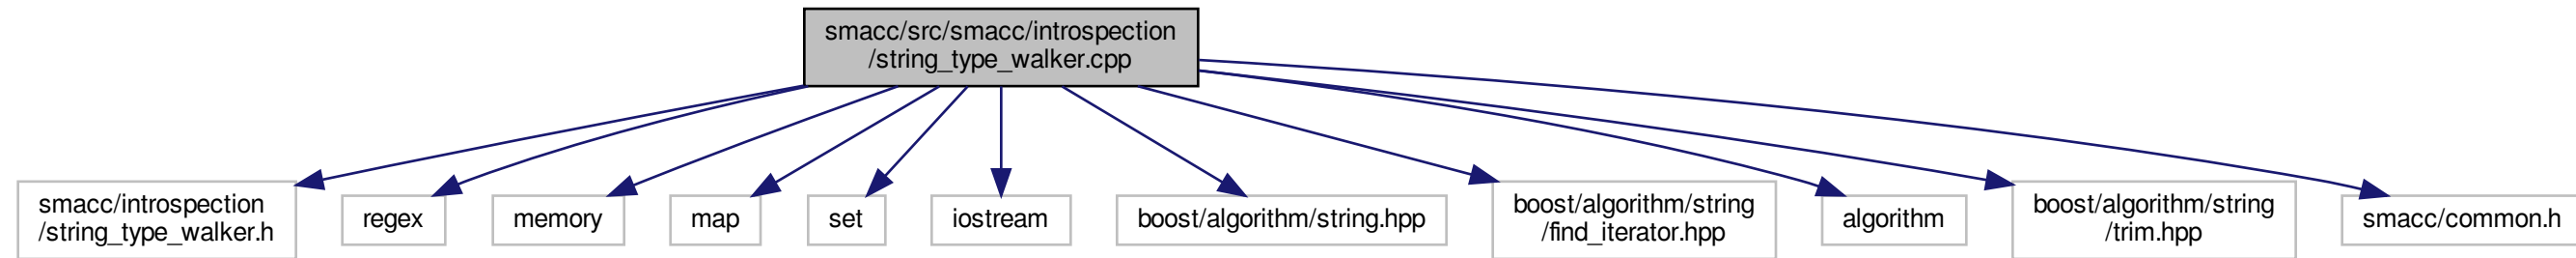 smacc/src/smacc/introspection
/string_type_walker.cpp
smacc/introspection
/string_type_walker.h
regex
memory
map
set
iostream
boost/algorithm/string.hpp
boost/algorithm/string
/find_iterator.hpp
algorithm
boost/algorithm/string
/trim.hpp
smacc/common.h